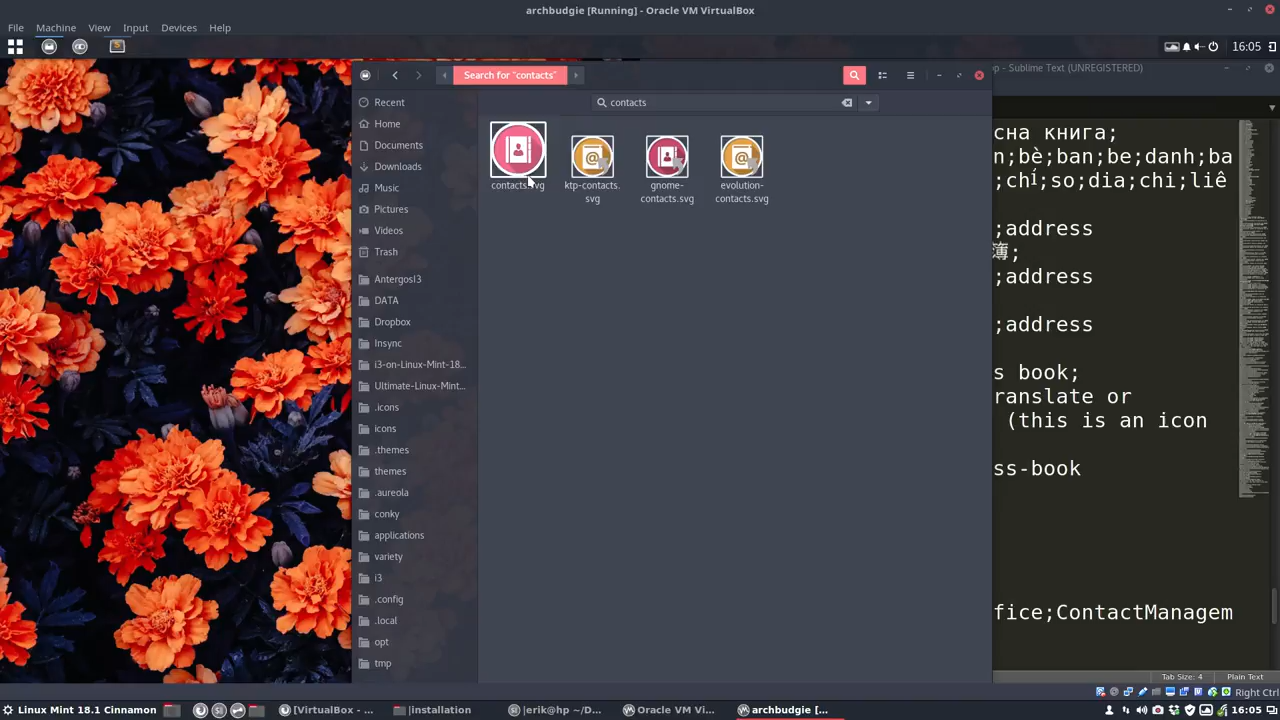 archbudgie [Running] - Oracle VM VirtualBox
File Machine View Input Devices Help
16:05
Search for "contacts"
p - Sublime Text (UNREGISTERED)
contacts
Recent
Home
Documents
Downloads
Music
Pictures
Videos
Trash
Antergosi3
DATA
Dropbox
Insync
i3-on-Linux-Mint-18...
Ultimate-Linux-Mint...
.icons
icons
.themes
themes
.aureola
conky
applications
variety
i3
.config
.local
opt
tmp
contacts.svg
ktp-contacts.
svg
gnome-
contacts.svg
evolution-
contacts.svg
сна книга;
n;bè;ban;be;danh;ba
;chỉ;so;dia;chi;liê
;address
簿;
;address
;address
s book;
ranslate or
(this is an icon
ss-book
fice;ContactManagem
Tab Size: 4 Plain Text
Right Ctrl
Linux Mint 18.1 Cinnamon
[VirtualBox - ...
|installation
|erik@hp ~/D...
Oracle VM Vi...
archbudgie [...
16:05